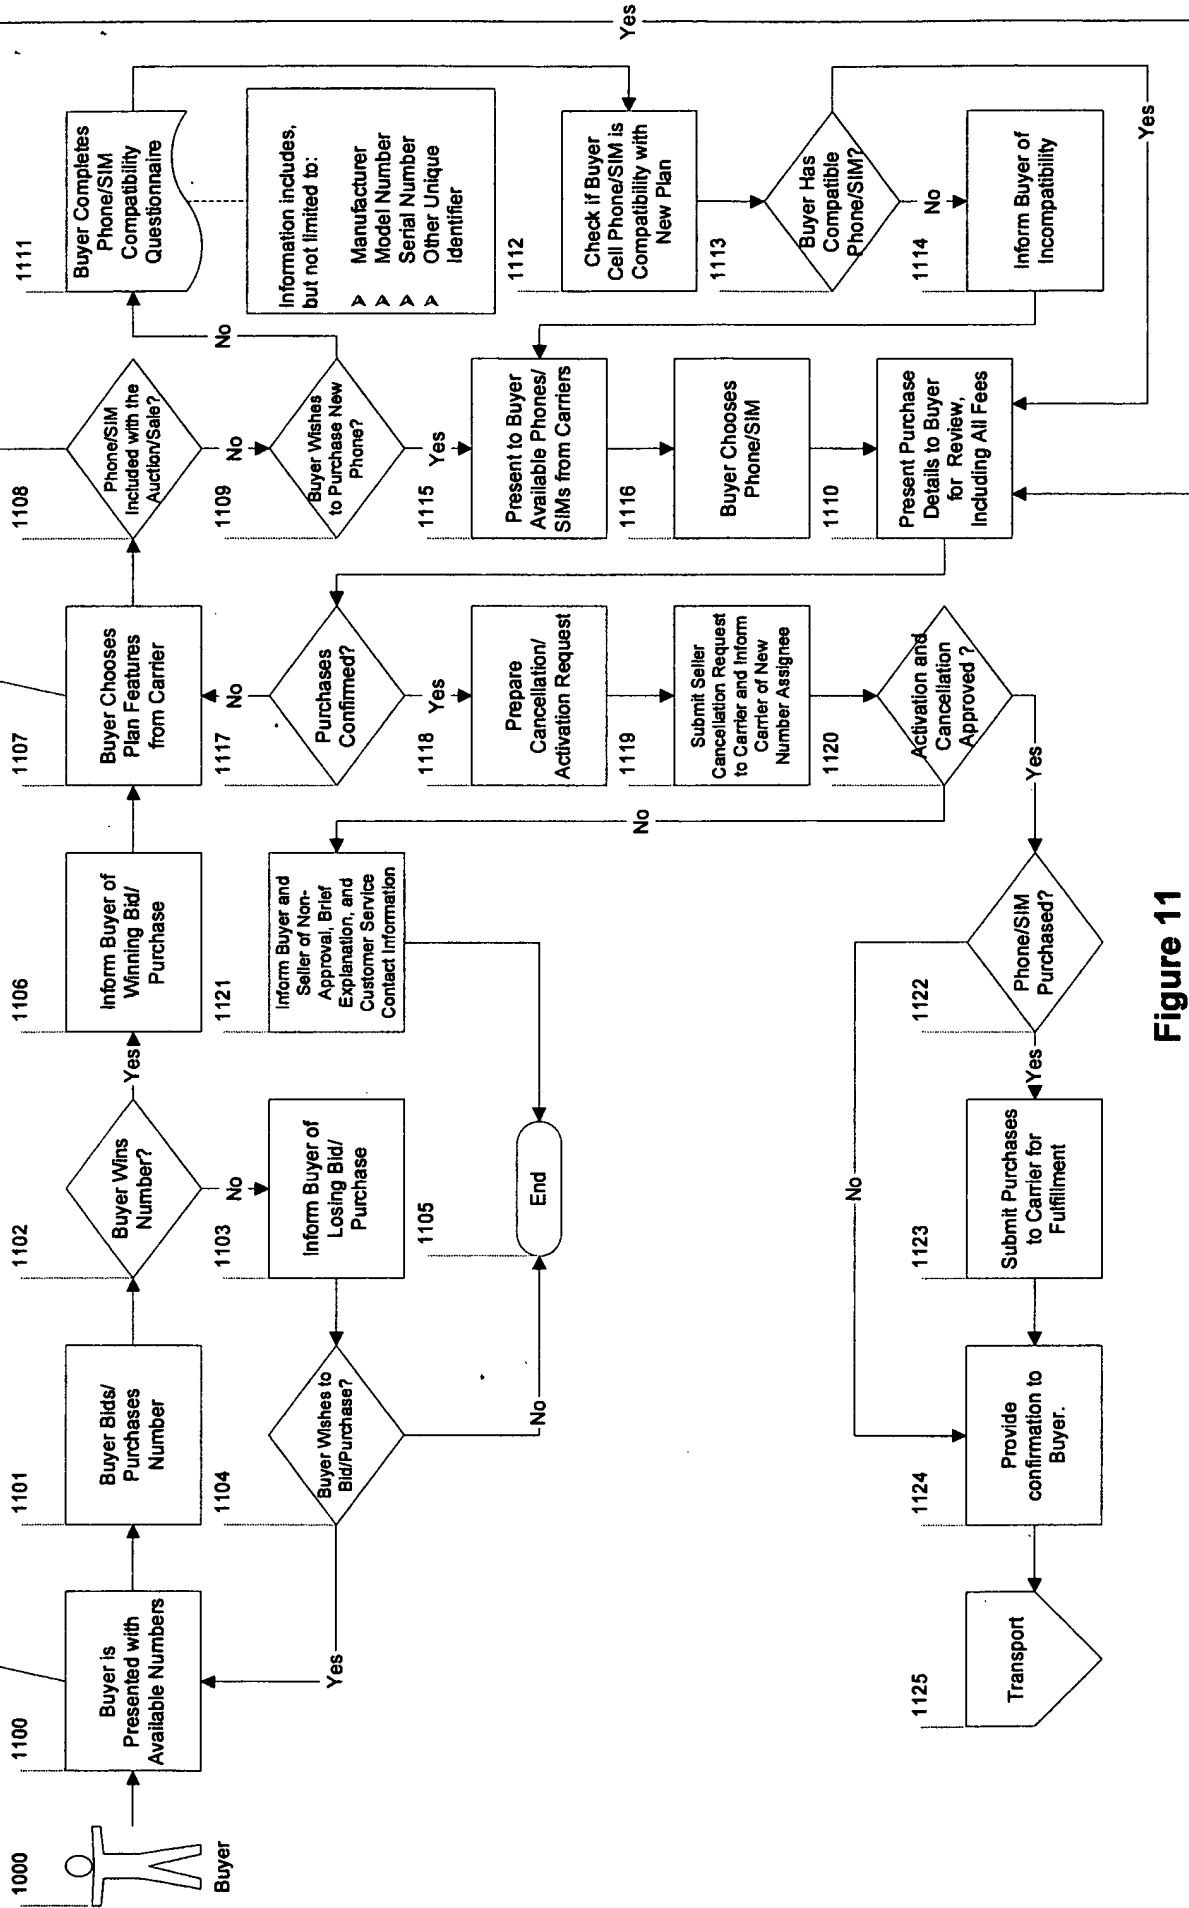 1000
Buyer
1100
Buyer is
Presented with
Available Numbers
1101
Buyer Bids/
Purchases
Number
1102
Buyer Wins
Number?
Yes
No
1106
Inform Buyer of
Winning Bid/
Purchase
1107
Buyer Chooses
Plan Features
from Carrier
1108
Phone/SIM
Included with the
Auction/Sale?
Yes
No
1111
Buyer Completes
Phone/SIM
Compatibility
Questionnaire
Information includes,
but not limited to:
➢ Manufacturer
➢ Model Number
➢ Serial Number
➢ Other Unique
Identifier
1103
Inform Buyer of
Losing Bid/
Purchase
1104
Buyer Wishes to
Bid/Purchase?
Yes
No
1105
End
1121
Inform Buyer and
Seller of Non-
Approval, Brief
Explanation, and
Customer Service
Contact Information
1117
Purchases
Confirmed?
No
Yes
1109
Buyer Wishes
to Purchase New
Phone?
No
Yes
1118
Prepare
Cancellation/
Activation Request
1115
Present to Buyer
Available Phones/
SIMs from Carriers
1112
Check if Buyer
Cell Phone/SIM is
Compatibility with
New Plan
1119
Submit Seller
Cancellation Request
to Carrier and Inform
Carrier of New
Number Assignee
1116
Buyer Chooses
Phone/SIM
1113
Buyer Has
Compatible
Phone/SIM?
No
Yes
1120
Activation and
Cancellation
Approved ?
No
Yes
1110
Present Purchase
Details to Buyer
for Review,
Including All Fees
1114
Inform Buyer of
Incompatibility
1125
Transport
1124
Provide
confirmation to
Buyer.
1123
Submit Purchases
to Carrier for
Fulfillment
1122
Phone/SIM
Purchased?
Yes
No
Figure 11